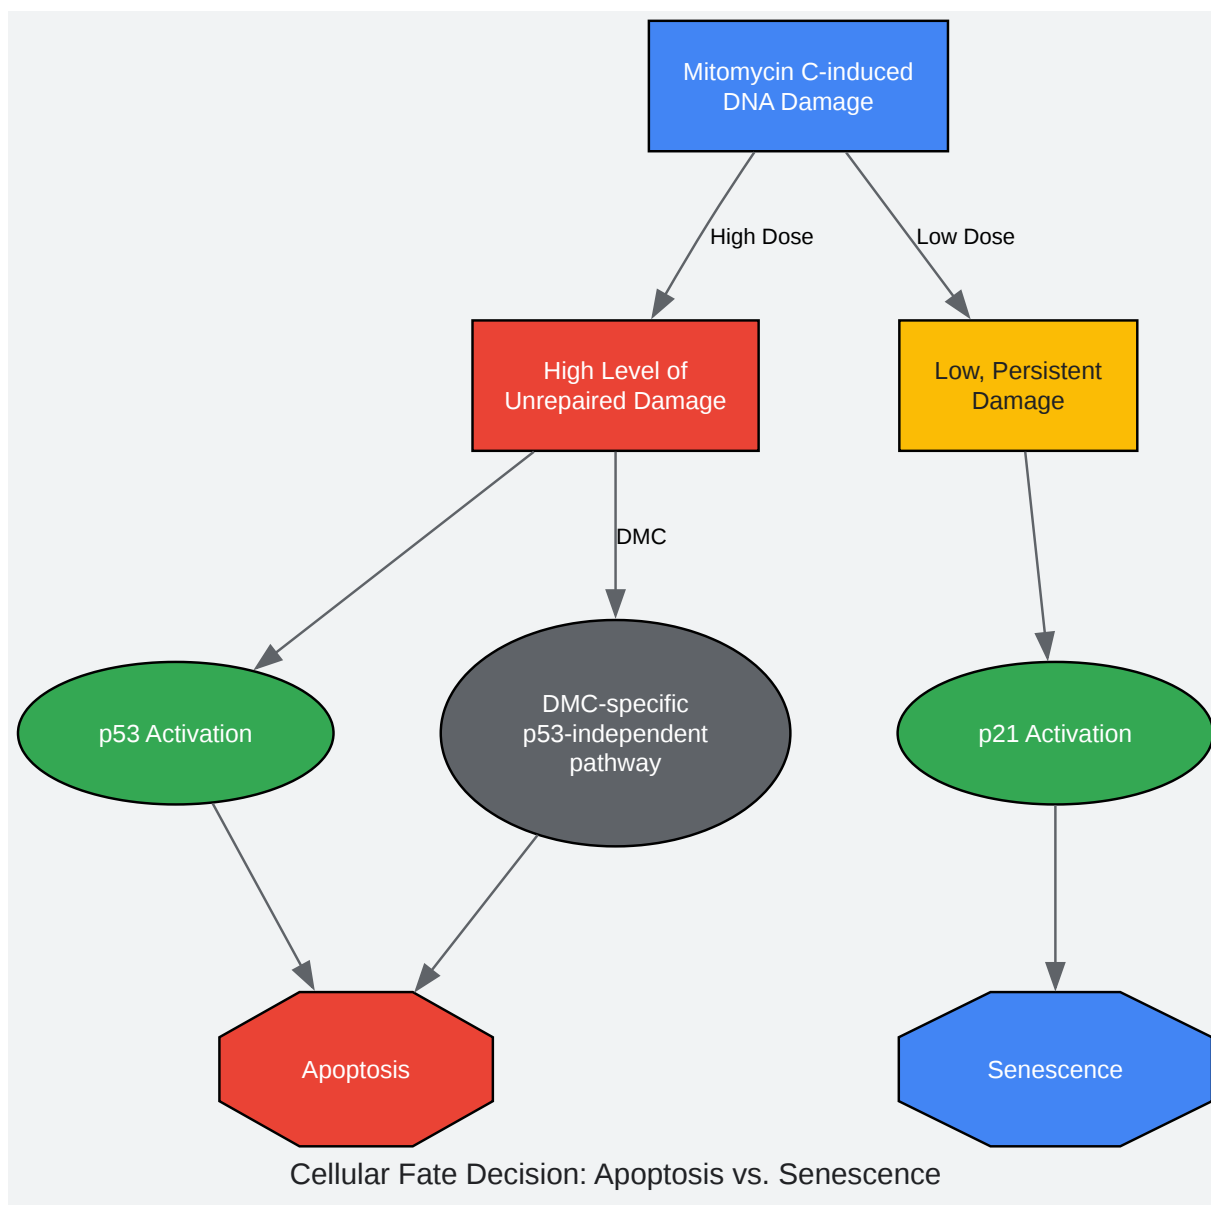 Mitomycin C-induced
DNA Damage
High Dose
Low Dose
High Level of
Unrepaired Damage
Low, Persistent
Damage
DMC
p53 Activation
DMC-specific
p53-independent
pathway
p21 Activation
Apoptosis
Senescence
Cellular Fate Decision: Apoptosis vs. Senescence